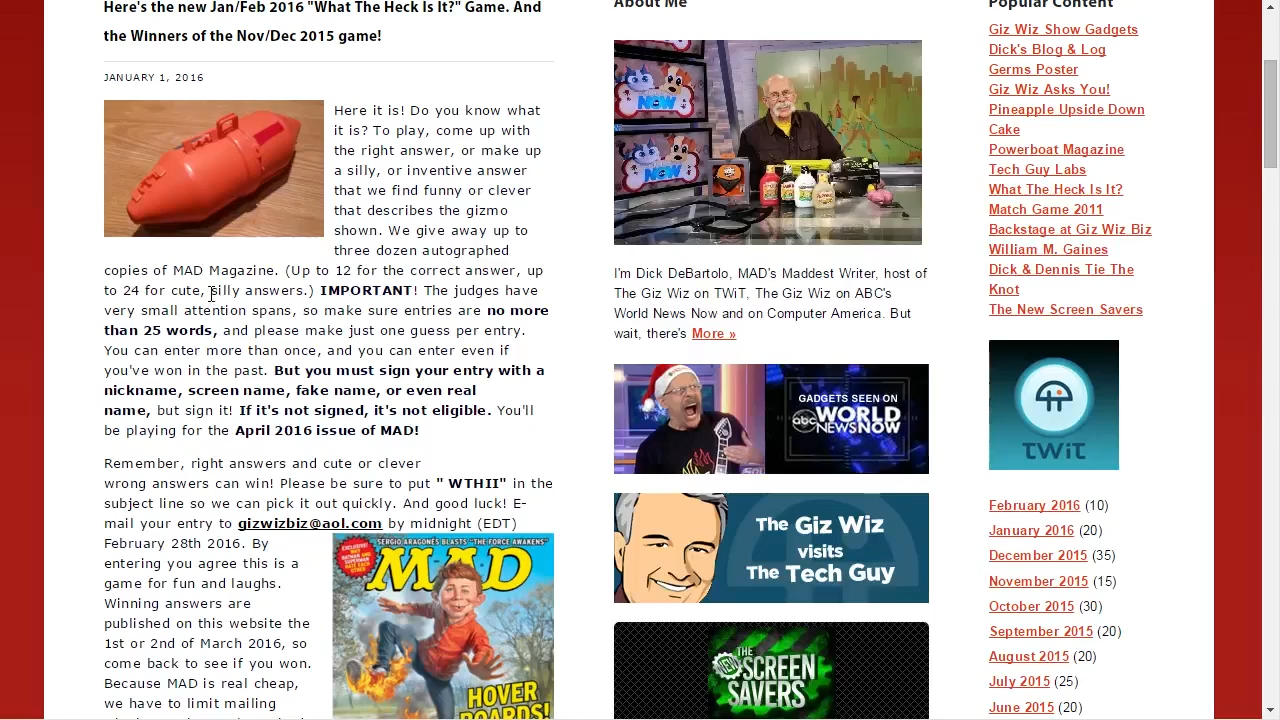 Here's the new Jan/Feb 2016 "What The Heck Is It?" Game. And
the Winners of the Nov/Dec 2015 game!
JANUARY 1, 2016
Here it is! Do you know what
it is? To play, come up with
the right answer, or make up
a silly, or inventive answer
that we find funny or clever
that describes the gizmo
shown. We give away up to
three dozen autographed
copies of MAD Magazine. (Up to 12 for the correct answer, up
to 24 for cute, silly answers.) IMPORTANT! The judges have
very small attention spans, so make sure entries are no more
than 25 words, and please make just one guess per entry.
You can enter more than once, and you can enter even if
you've won in the past. But you must sign your entry with a
nickname, screen name, fake name, or even real
name, but sign it! If it's not signed, it's not eligible. You'll
be playing for the April 2016 issue of MAD!
Remember, right answers and cute or clever
wrong answers can win! Please be sure to put " WTHII" in the
subject line so we can pick it out quickly. And good luck! E-
mail your entry to gizwizbiz@aol.com by midnight (EDT)
February 28th 2016. By
entering you agree this is a
game for fun and laughs.
Winning answers are
published on this website the
1st or 2nd of March 2016, so
come back to see if you won.
Because MAD is real cheap,
we have to limit mailing
SERGIO ARAGONÉS BLASTS "THE FORCE AWAKENS"
MAD
HOVER
BOARDS!
About Me
NOW
NOW
I'm Dick DeBartolo, MAD's Maddest Writer, host of
The Giz Wiz on TWiT, The Giz Wiz on ABC's
World News Now and on Computer America. But
wait, there's More »
GADGETS SEEN ON
abc WORLD
NEWS NOW
The Giz Wiz
visits
The Tech Guy
THE
NEW SCREEN
SAVERS
Popular Content
Giz Wiz Show Gadgets
Dick's Blog & Log
Germs Poster
Giz Wiz Asks You!
Pineapple Upside Down
Cake
Powerboat Magazine
Tech Guy Labs
What The Heck Is It?
Match Game 2011
Backstage at Giz Wiz Biz
William M. Gaines
Dick & Dennis Tie The
Knot
The New Screen Savers
TWiT
February 2016 (10)
January 2016 (20)
December 2015 (35)
November 2015 (15)
October 2015 (30)
September 2015 (20)
August 2015 (20)
July 2015 (25)
June 2015 (20)